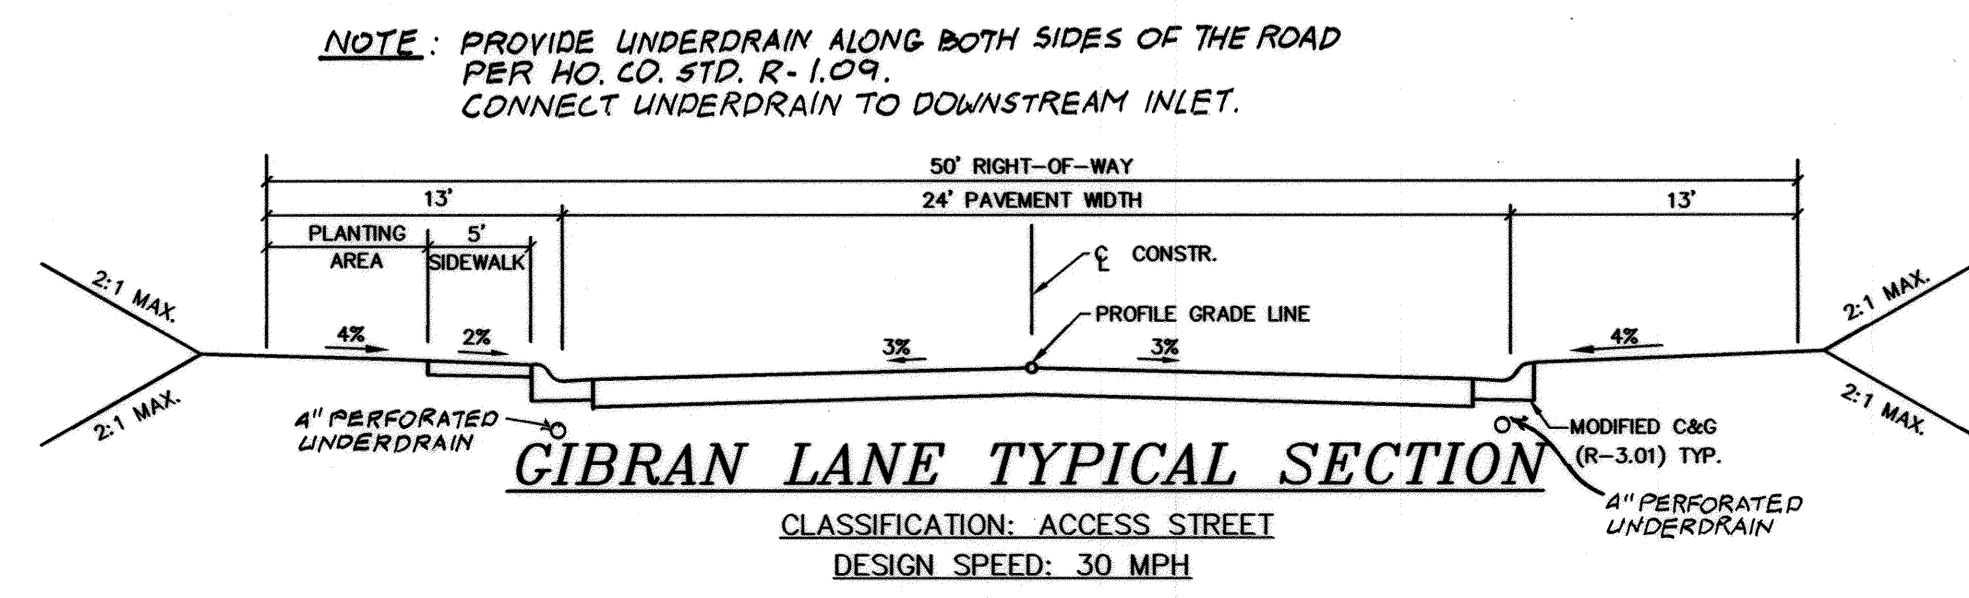 NOTE: PROVIDE UNDERDRAIN ALONG BOTH SIDES OF THE ROAD
PER HO. CO. STD. R-1.09.
CONNECT UNDERDRAIN TO DOWNSTREAM INLET.
50' RIGHT-OF-WAY
13'
24' PAVEMENT WIDTH
13'
PLANTING
AREA
5'
SIDEWALK
℄ CONSTR.
PROFILE GRADE LINE
2:1 MAX.
2:1 MAX.
4%
2%
3%
3%
4%
2:1 MAX.
2:1 MAX.
4" PERFORATED
UNDERDRAIN
MODIFIED C&G
(R-3.01) TYP.
4" PERFORATED
UNDERDRAIN
GIBRAN LANE TYPICAL SECTION
CLASSIFICATION: ACCESS STREET
DESIGN SPEED: 30 MPH